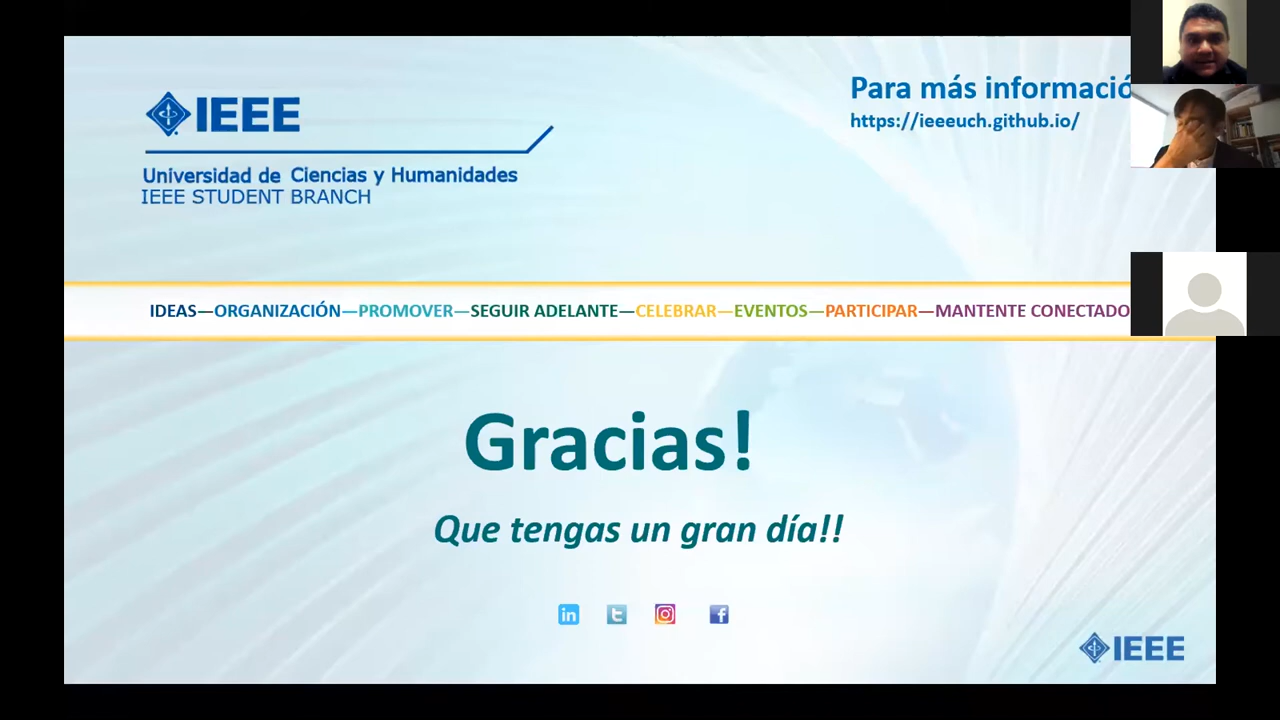 IEEE
Universidad de Ciencias y Humanidades
IEEE STUDENT BRANCH
Para más informació
https://ieeeuch.github.io/
IDEAS—ORGANIZACIÓN—PROMOVER—SEGUIR ADELANTE—CELEBRAR—EVENTOS—PARTICIPAR—MANTENTE CONECTADO
Gracias!
Que tengas un gran día!!
IEEE